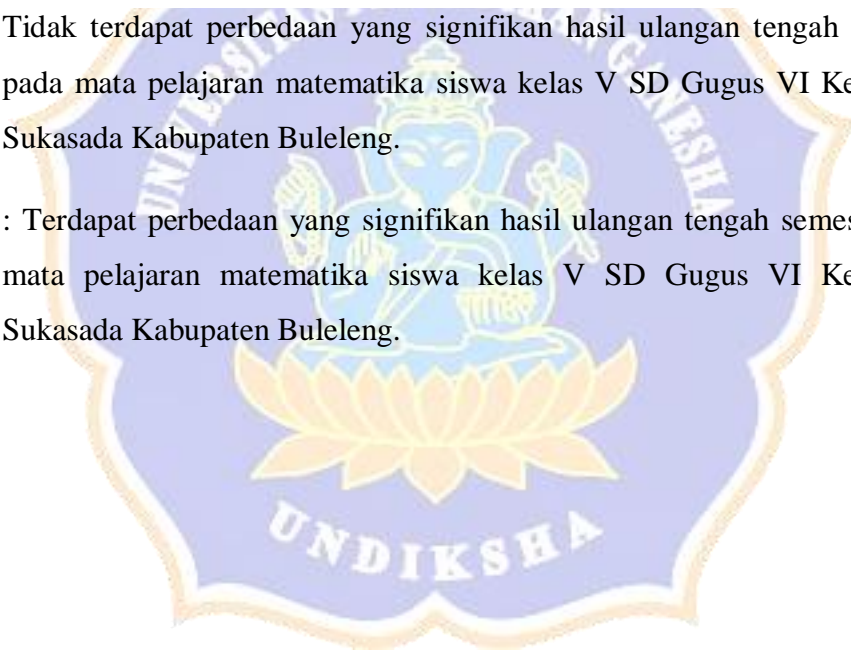 Tidak terdapat perbedaan yang signifikan hasil ulangan tengah
pada mata pelajaran matematika siswa kelas V SD Gugus VI Ke
Sukasada Kabupaten Buleleng.
: Terdapat perbedaan yang signifikan hasil ulangan tengah semes
mata pelajaran matematika siswa kelas V SD Gugus VI Ke
Sukasada Kabupaten Buleleng.
UNDIKSHA